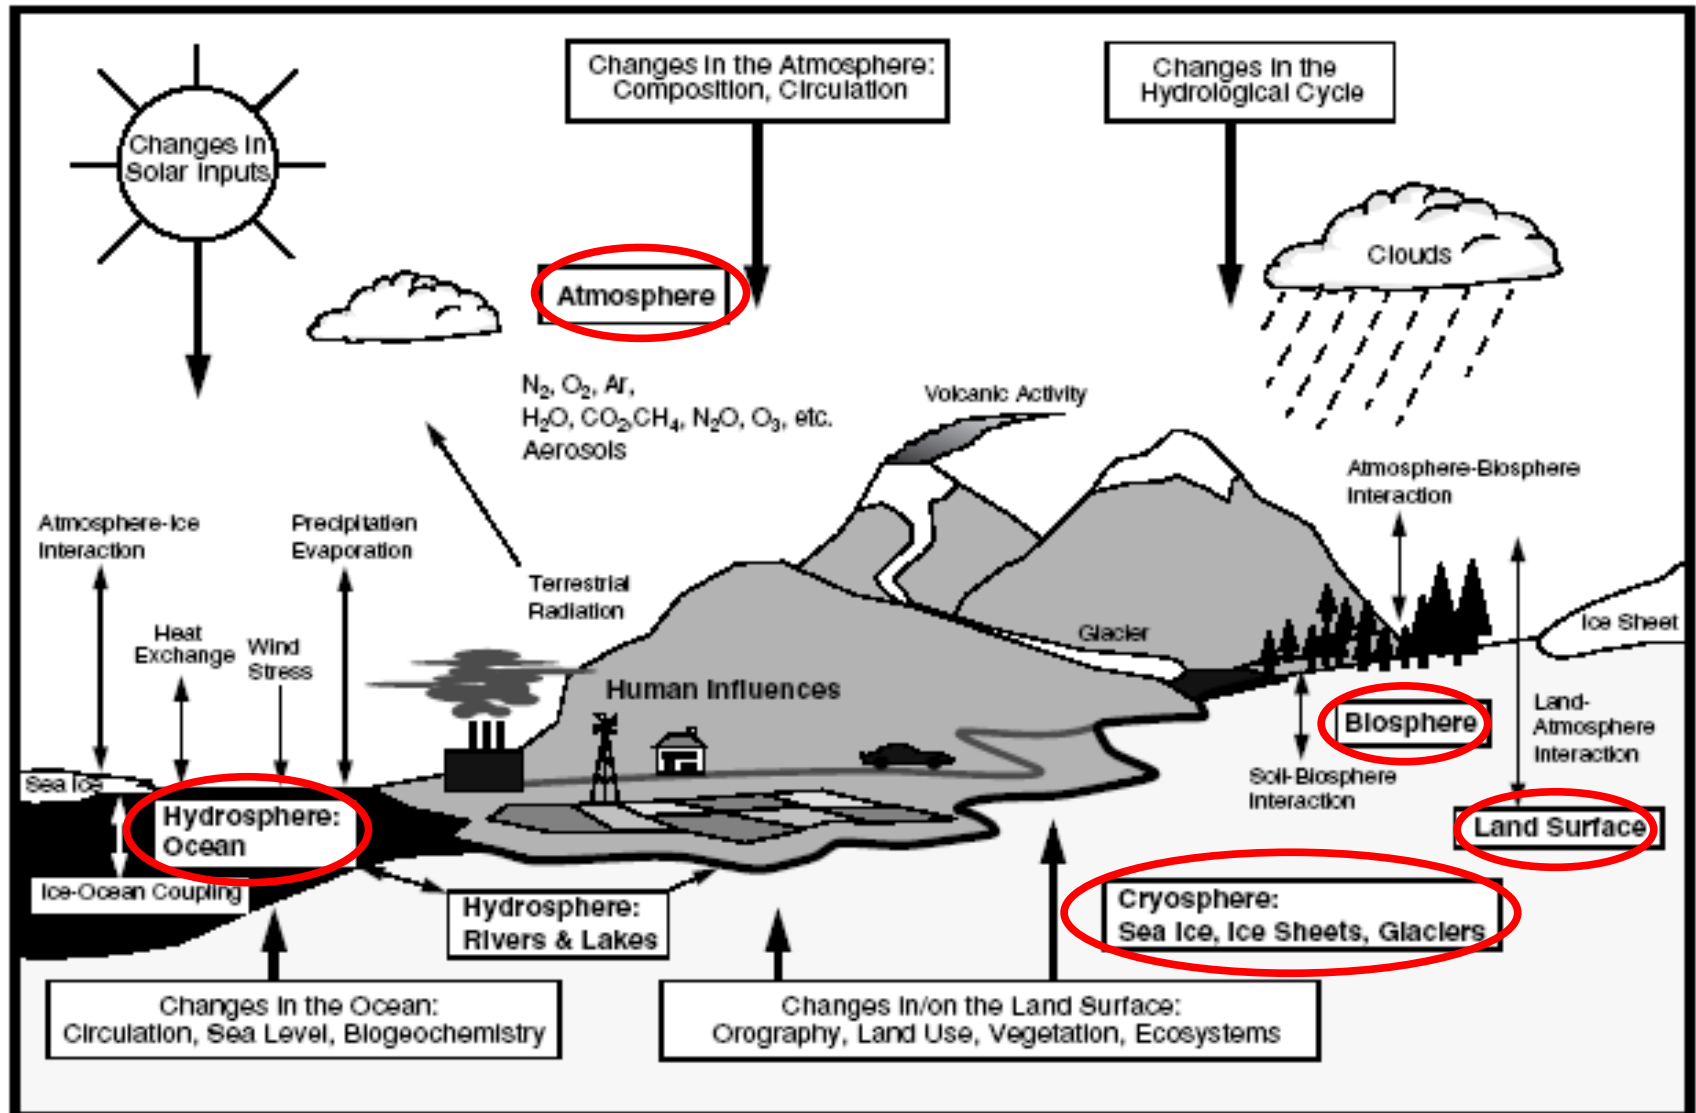 Changes in the Atmosphere:
Composition, Circulation
Changes in the
Hydrological Cycle
Changes in
Solar Inputs
Clouds
Atmosphere
N₂, O₂, Ar,
H₂O, CO₂,CH₄, N₂O, O₃, etc.
Aerosols
Volcanic Activity
Atmosphere-Biosphere
Interaction
Atmosphere-Ice
Interaction
Precipitation
Evaporation
Terrestrial
Radiation
Heat
Exchange
Wind
Stress
Glacier
Ice Sheet
Human Influences
Biosphere
Land-
Atmosphere
Interaction
Soil-Biosphere
Interaction
Sea Ice
Hydrosphere:
Ocean
Land Surface
Ice-Ocean Coupling
Hydrosphere:
Rivers & Lakes
Cryosphere:
Sea Ice, Ice Sheets, Glaciers
Changes in the Ocean:
Circulation, Sea Level, Biogeochemistry
Changes in/on the Land Surface:
Orography, Land Use, Vegetation, Ecosystems